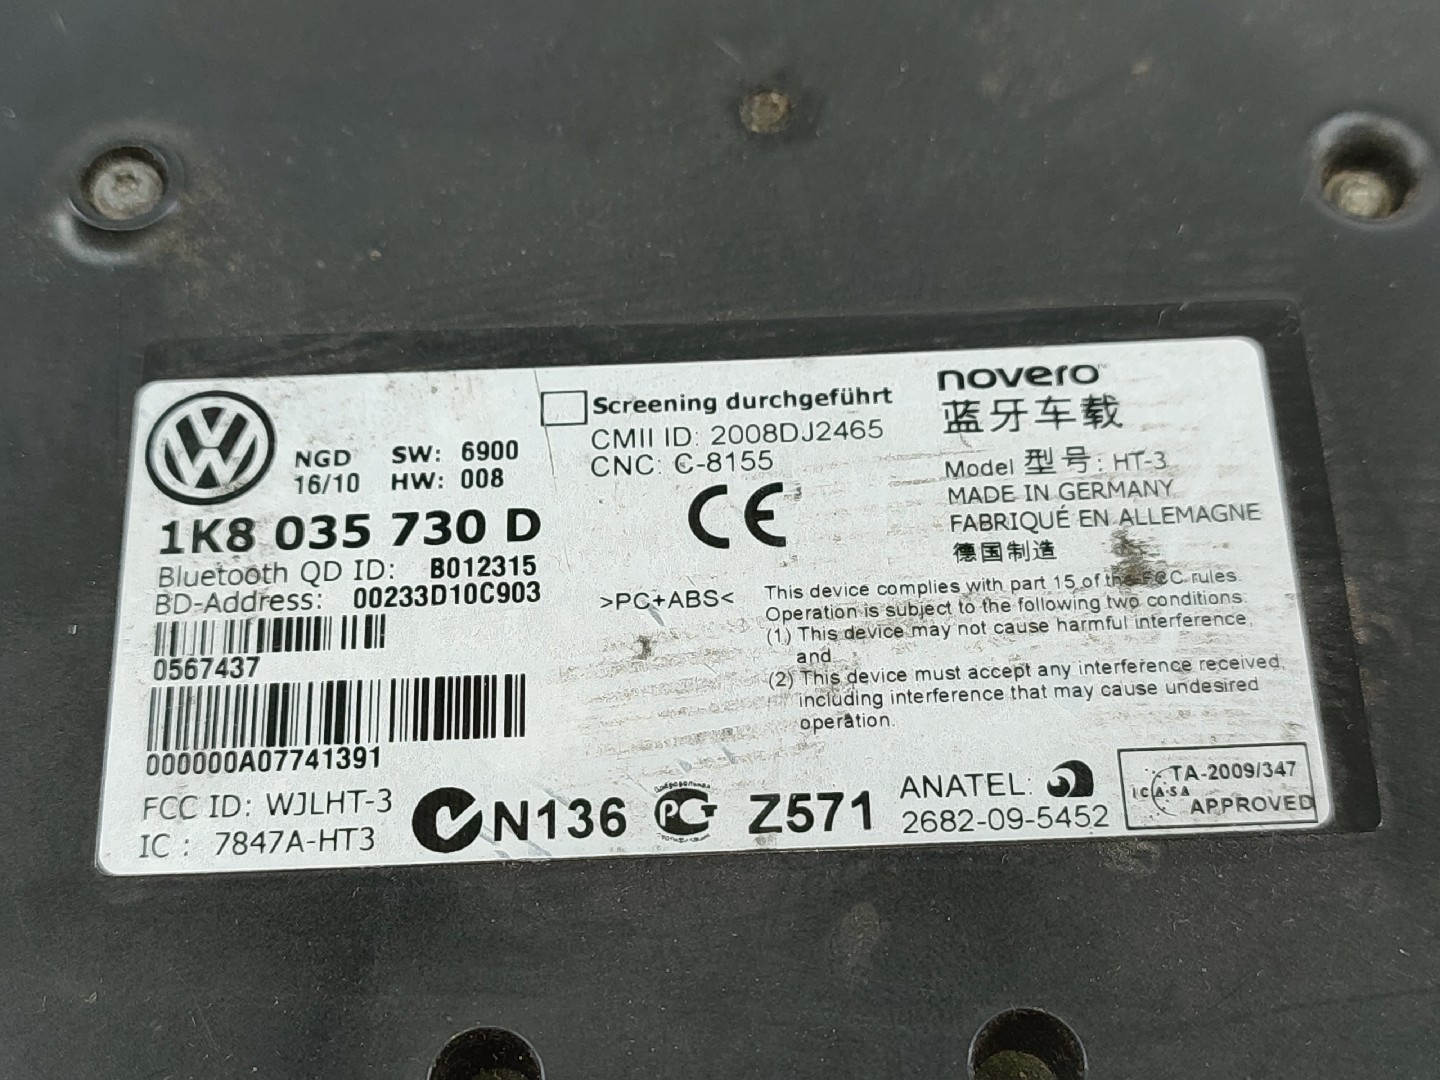 NGD SW: 6900
16/10 HW: 008
1K8 035 730 D
Bluetooth QD ID: B012315
BD-Address: 00233D10C903
0567437
000000A07741391
FCC ID: WJLHT-3
IC : 7847A-HT3
Screening durchgeführt
CMII ID: 2008DJ2465
CNC: C-8155
CE
>PC+ABS<
novero™
蓝牙车载
Model 型号: HT-3
MADE IN GERMANY
FABRIQUÉ EN ALLEMAGNE
德国制造
This device complies with part 15 of the FCC rules.
Operation is subject to the following two conditions:
(1) This device may not cause harmful interference,
and
(2) This device must accept any interference received,
including interference that may cause undesired
operation.
N136
Z571
ANATEL:
2682-09-5452
TA-2009/347
ICASA
APPROVED